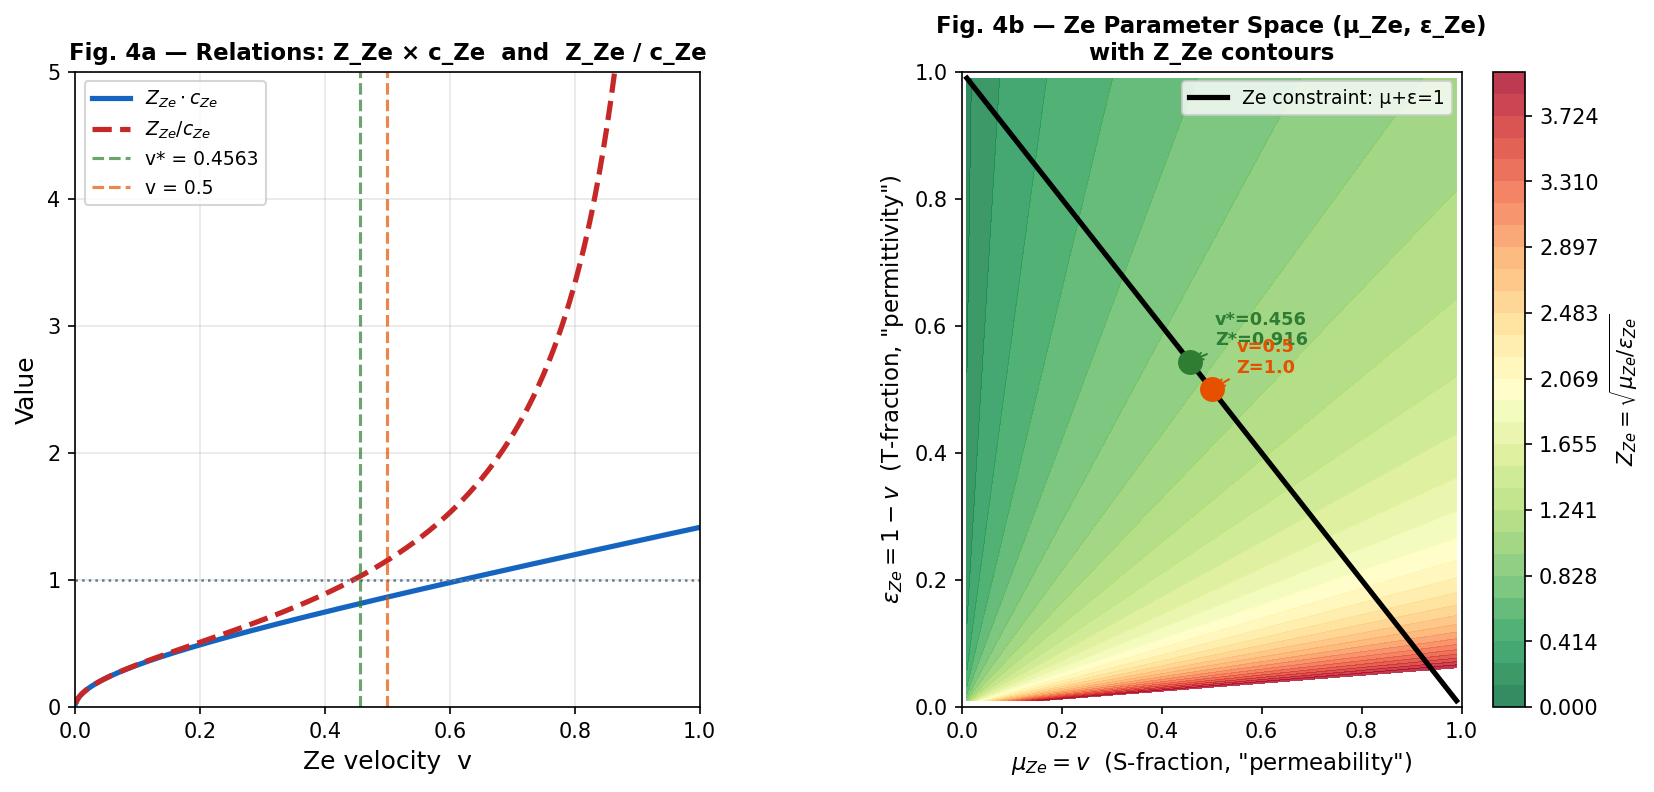 Fig. 4a — Relations: Z_Ze × c_Ze and Z_Ze / c_Ze
Z_Ze · c_Ze
Z_Ze/c_Ze
v* = 0.4563
v = 0.5
Value
5
4
3
2
1
0
0.0 0.2 0.4 0.6 0.8 1.0
Ze velocity v
Fig. 4b — Ze Parameter Space (μ_Ze, ε_Ze)
with Z_Ze contours
Ze constraint: μ+ε=1
v*=0.456
Z*=0.916
v=0.5
Z=1.0
ε_Ze = 1 − v (T-fraction, "permittivity")
1.0
0.8
0.6
0.4
0.2
0.0
0.0 0.2 0.4 0.6 0.8 1.0
μ_Ze = v (S-fraction, "permeability")
3.724
3.310
2.897
2.483
2.069
1.655
1.241
0.828
0.414
0.000
Z_Ze = √μ_Ze/ε_Ze